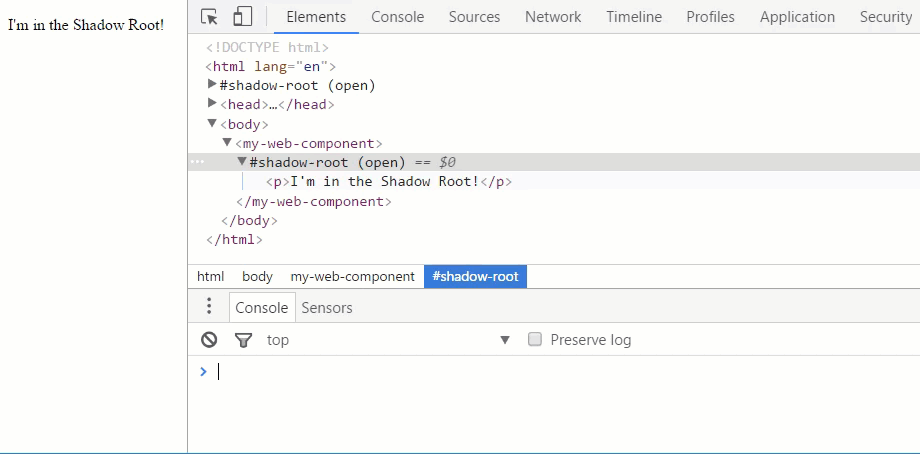 I'm in the Shadow Root!
Elements Console Sources Network Timeline Profiles Application Security
<!DOCTYPE html>
<html lang="en">
▶#shadow-root (open)
▶<head>…</head>
▼<body>
▼<my-web-component>
... ▼#shadow-root (open) == $0
<p>I'm in the Shadow Root!</p>
</my-web-component>
</body>
</html>
html body my-web-component #shadow-root
Console Sensors
top ▼ Preserve log
>